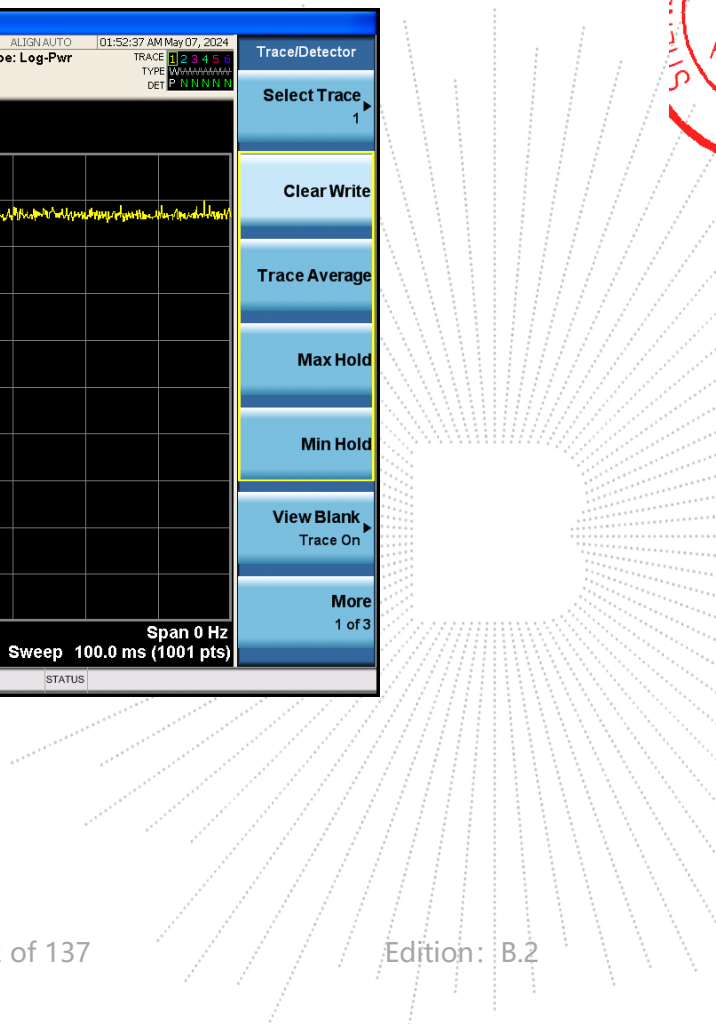 ALIGN AUTO
01:52:37 AM May 07, 2024
Trace/Detector
pe: Log-Pwr
TRACE 1 2 3 4 5 6
TYPE
DET P N N N N N
Select Trace
1
Clear Write
Trace Average
Max Hold
Min Hold
View Blank
Trace On
More
1 of 3
Span 0 Hz
Sweep 100.0 ms (1001 pts)
STATUS
of 137
Edition: B.2